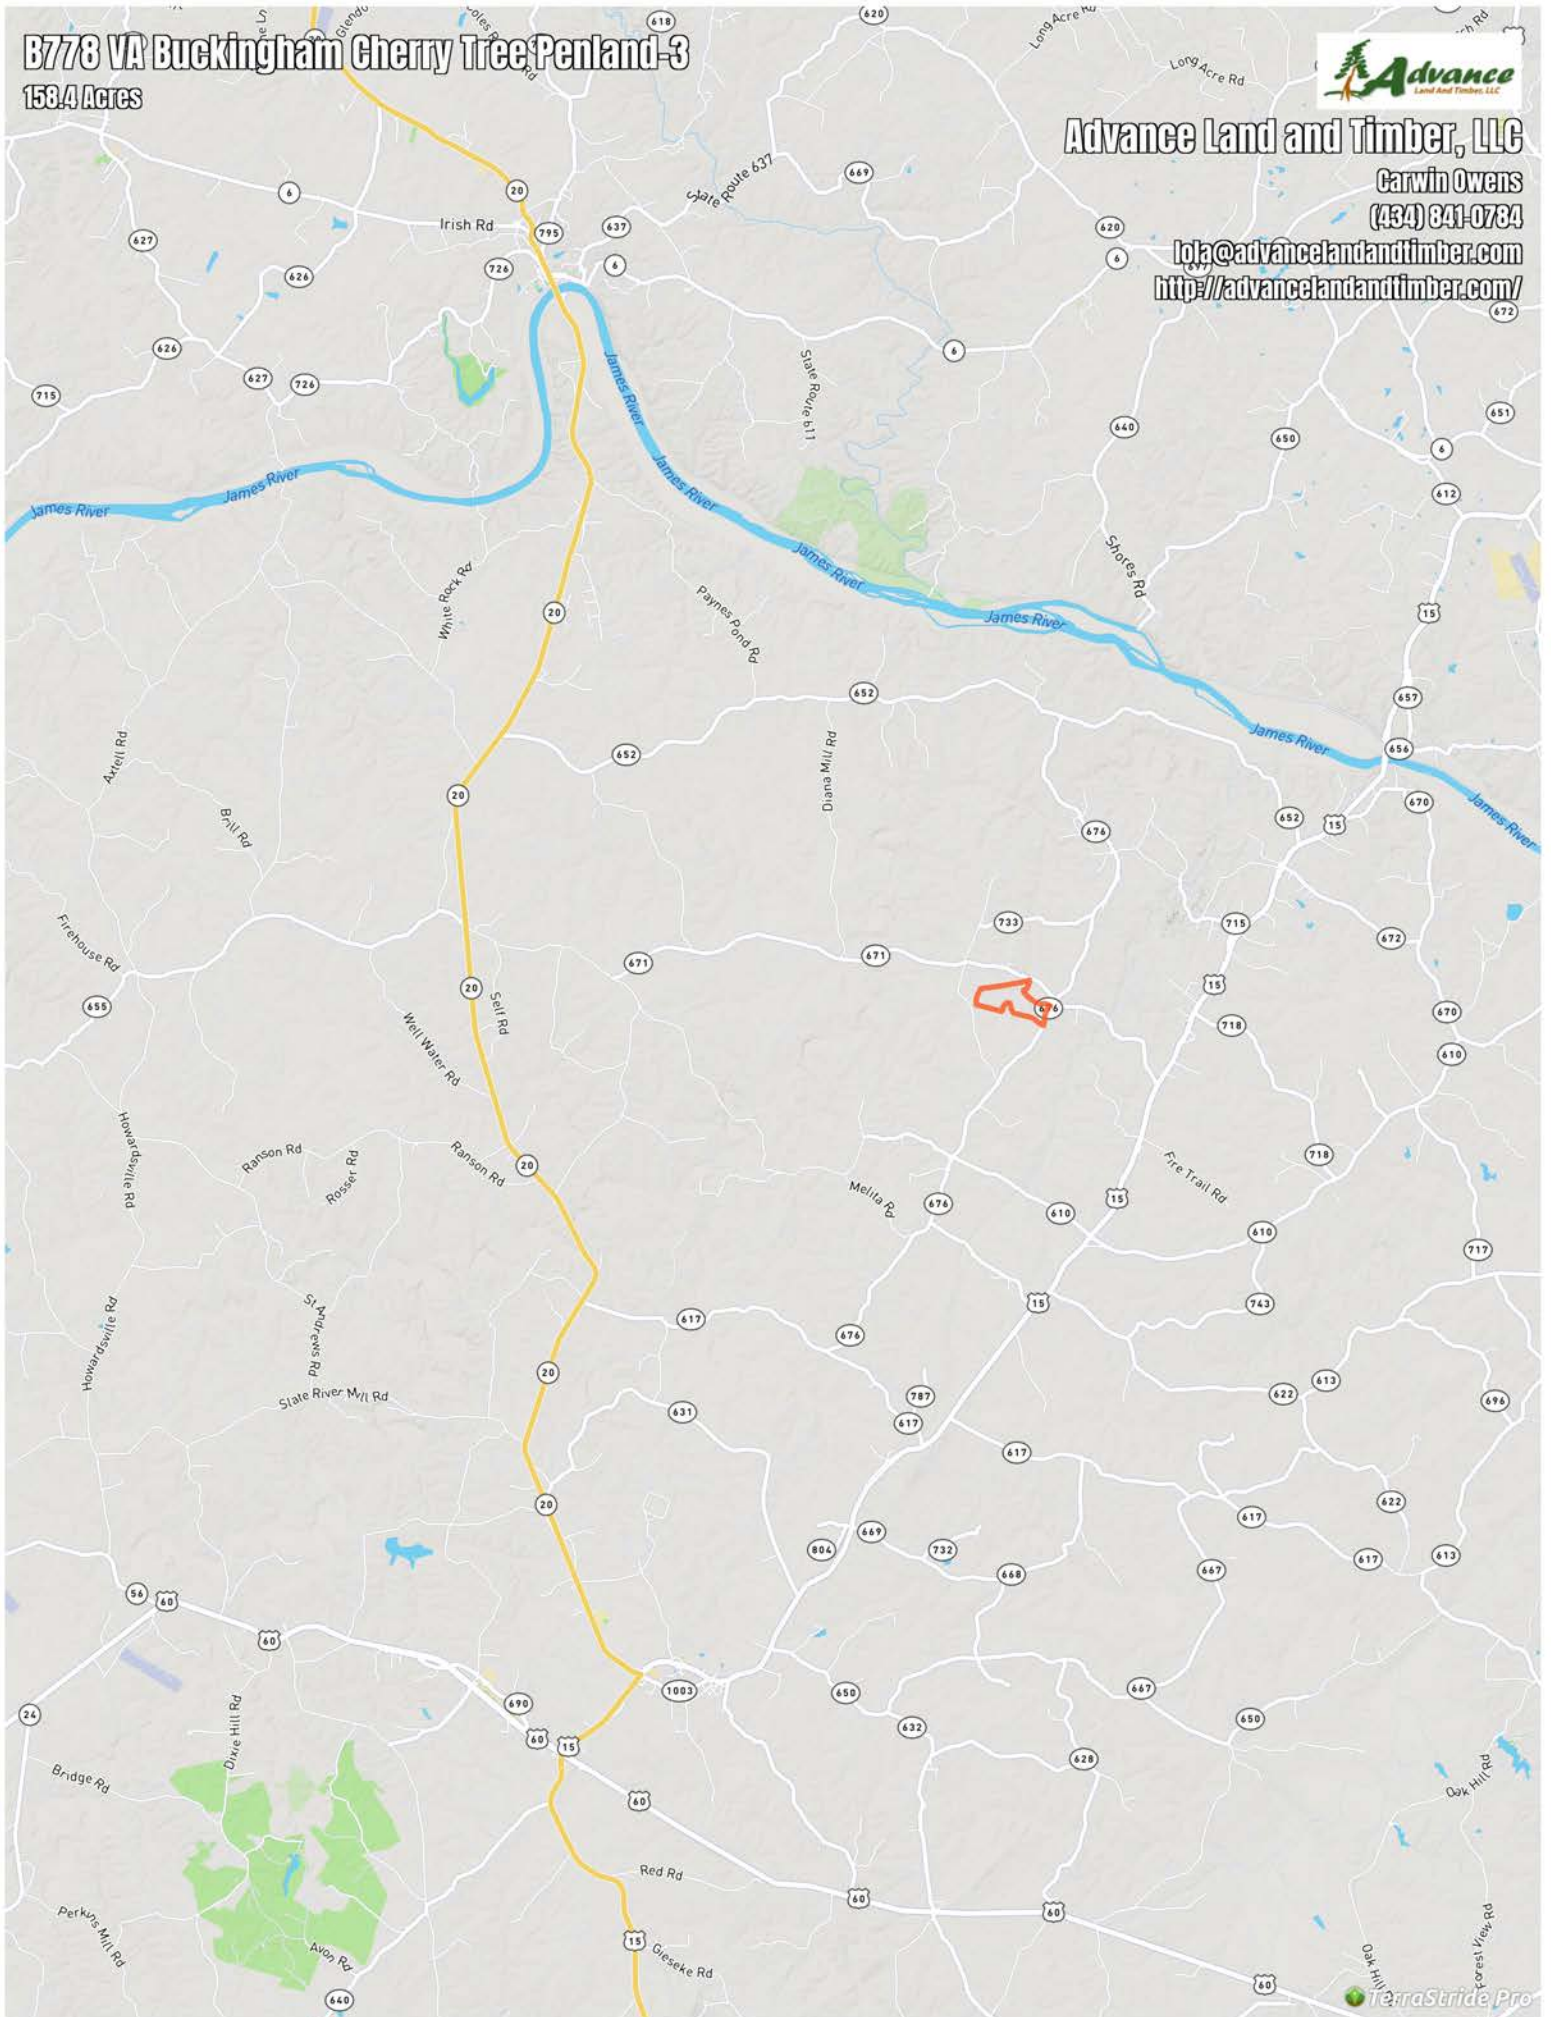 B778 VA Buckingham Cherry Tree Penland-3
158.4 Acres
Advance
Land And Timber, LLC
Advance Land and Timber, LLC
Carwin Owens
(434) 841-0784
lola@advancelandandtimber.com
http://advancelandandtimber.com/
618
620
Long Acre Rd
Long Acre Rd
State Route 637
669
6
20
Irish Rd
795
637
627
626
726
6
620
6
697
672
626
627
726
715
James River
State Route 611
6
640
650
651
6
612
James River
James River
James River
James River
James River
Shores Rd
White Rock Rd
20
Paynes Pond Rd
15
652
657
Axtell Rd
652
Diane Mill Rd
James River
656
20
Brill Rd
676
652
15
670
James River
Firehouse Rd
733
715
672
671
671
655
20
Self Rd
676
15
718
670
Well Water Rd
610
Howardsville Rd
Ranson Rd
Rosser Rd
Ranson Rd
20
718
Fire Trail Rd
Melita Rd
676
610
15
610
717
Howardsville Rd
St Andrews Rd
617
676
15
743
20
Slate River Mill Rd
631
787
617
622
613
696
617
20
622
617
804
669
732
668
667
617
613
56
60
60
24
690
1003
650
667
650
Dixie Hill Rd
60
15
632
628
Bridge Rd
60
Oak Hill Rd
Red Rd
60
60
Perkins Mill Rd
Avon Rd
15
Gieseke Rd
640
60
Oak Hill Rd
Forest View Rd
TerraStride Pro